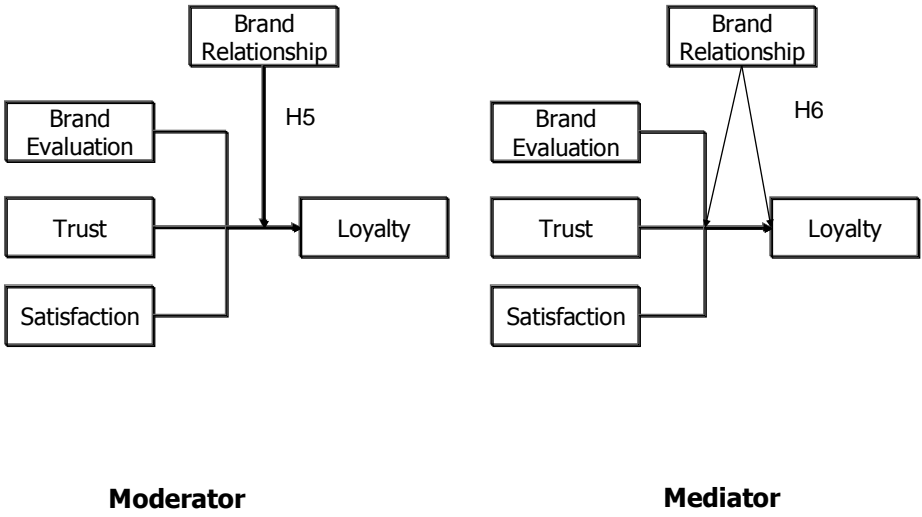 Brand
Relationship
H5
Brand
Evaluation
Trust
Satisfaction
Loyalty
Moderator
Brand
Relationship
H6
Brand
Evaluation
Trust
Satisfaction
Loyalty
Mediator